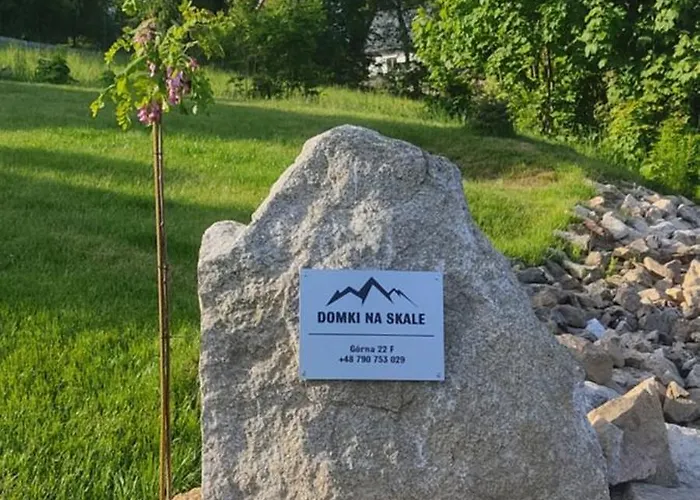 DOMKI NA SKALE
Górna 22 F
+48 790 753 029